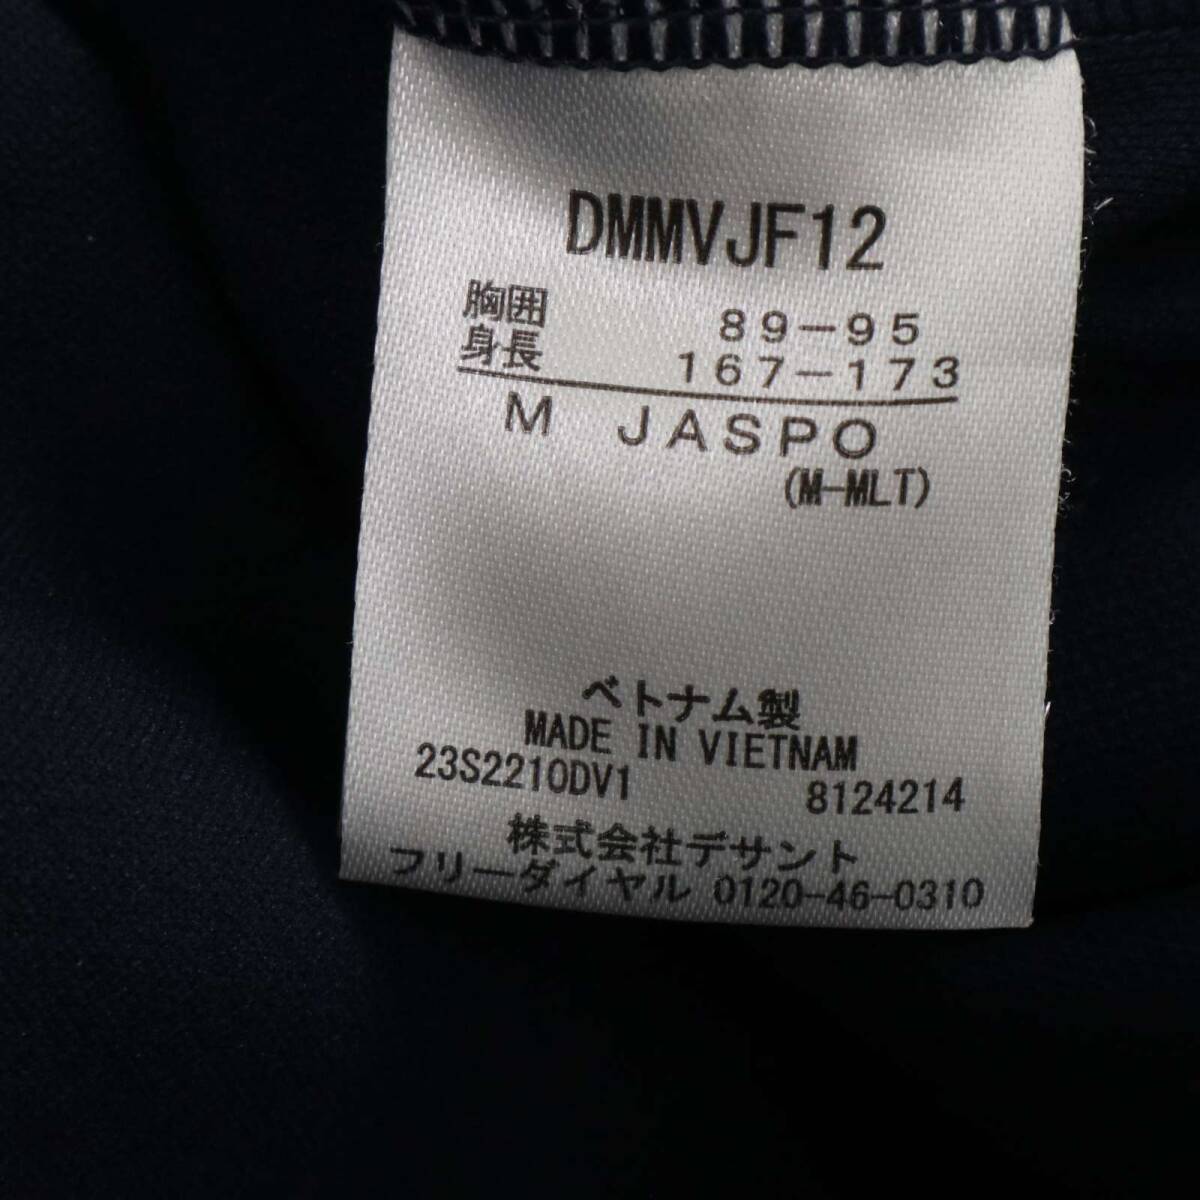 DMMVJF12
胸囲 89-95
身長 167-173
M JASPO
(M-MLT)
ベトナム製
MADE IN VIETNAM
23S2210DV1 8124214
株式会社デサント
フリーダイヤル 0120-46-0310